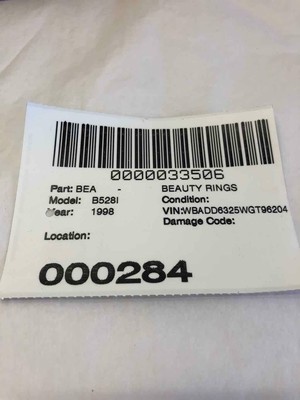 0000033506
Part: BEA - BEAUTY RINGS
Model: B528I Condition:
Year: 1998 VIN:WBADD6325WGT96204
Damage Code:
Location:
000284